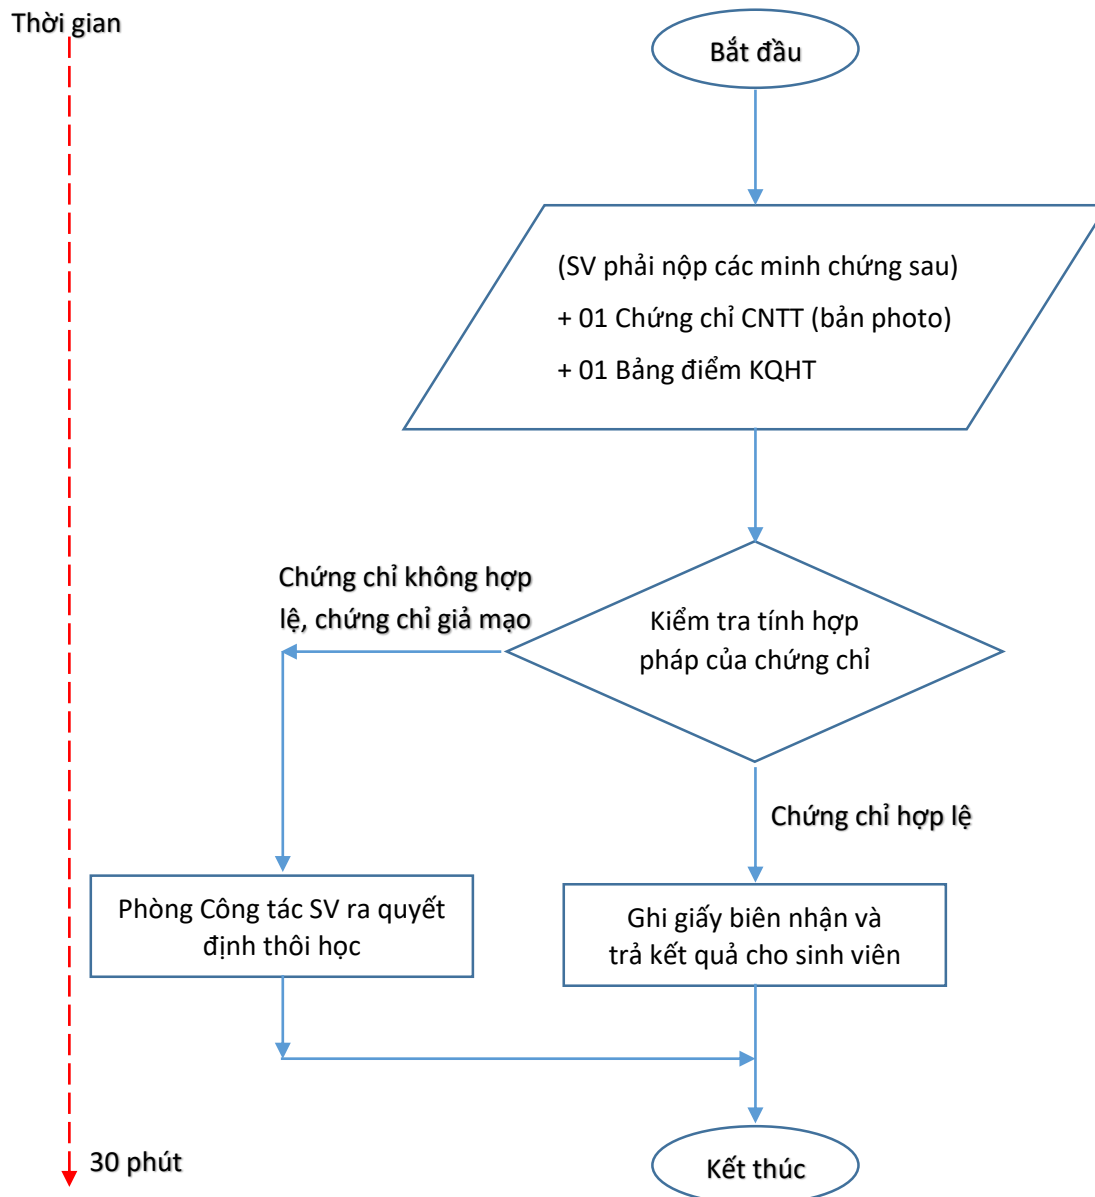 Thời gian
Bắt đầu
(SV phải nộp các minh chứng sau)
+ 01 Chứng chỉ CNTT (bản photo)
+ 01 Bảng điểm KQHT
Chứng chỉ không hợp
lệ, chứng chỉ giả mạo
Kiểm tra tính hợp
pháp của chứng chỉ
Chứng chỉ hợp lệ
Phòng Công tác SV ra quyết
định thôi học
Ghi giấy biên nhận và
trả kết quả cho sinh viên
30 phút
Kết thúc